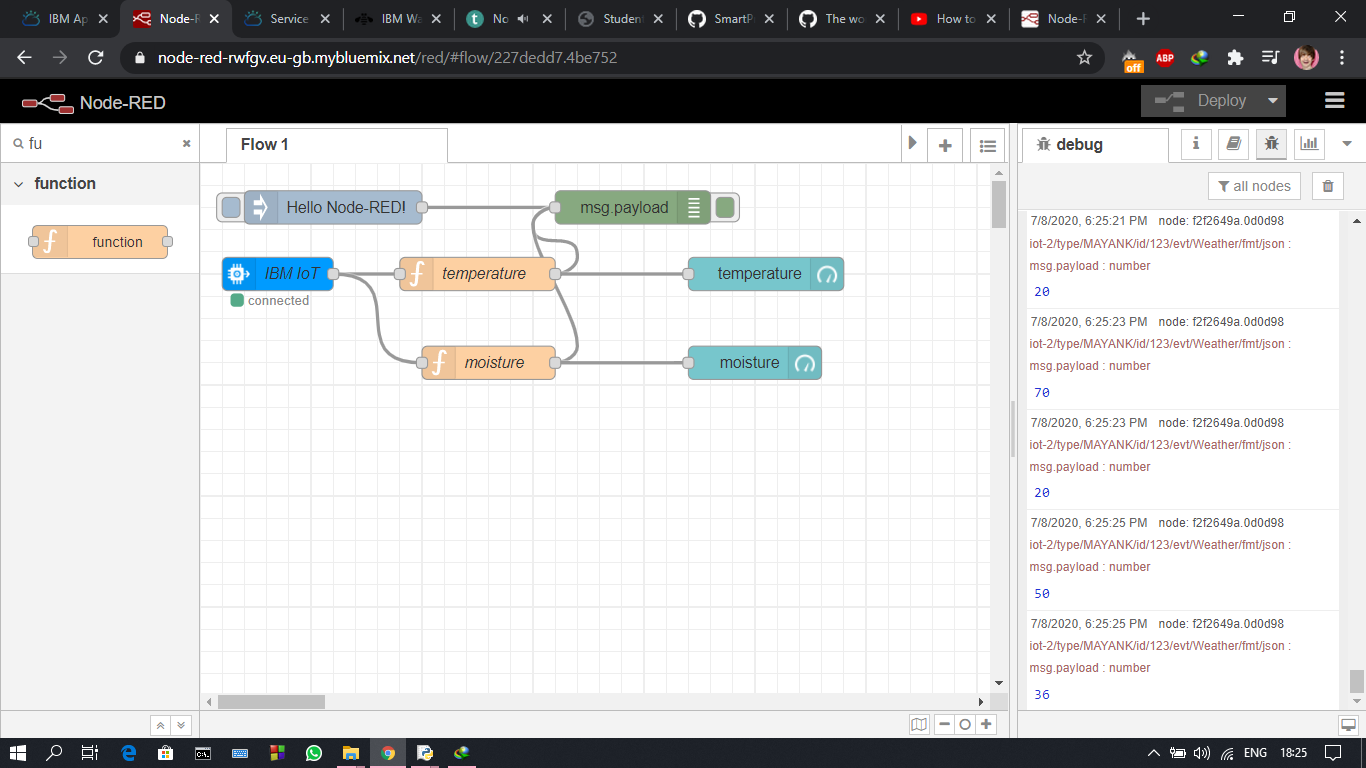 IBM Ap
Node-R
Service
IBM Wa
No
Student
SmartP
The wo
How to
Node-R
node-red-rwfgv.eu-gb.mybluemix.net/red/#flow/227dedd7.4be752
off
ABP
Node-RED
Deploy
fu
Flow 1
debug
function
all nodes
function
Hello Node-RED!
msg.payload
IBM IoT
temperature
temperature
connected
moisture
moisture
7/8/2020, 6:25:21 PM node: f2f2649a.0d0d98
iot-2/type/MAYANK/id/123/evt/Weather/fmt/json :
msg.payload : number
20
7/8/2020, 6:25:23 PM node: f2f2649a.0d0d98
iot-2/type/MAYANK/id/123/evt/Weather/fmt/json :
msg.payload : number
70
7/8/2020, 6:25:23 PM node: f2f2649a.0d0d98
iot-2/type/MAYANK/id/123/evt/Weather/fmt/json :
msg.payload : number
20
7/8/2020, 6:25:25 PM node: f2f2649a.0d0d98
iot-2/type/MAYANK/id/123/evt/Weather/fmt/json :
msg.payload : number
50
7/8/2020, 6:25:25 PM node: f2f2649a.0d0d98
iot-2/type/MAYANK/id/123/evt/Weather/fmt/json :
msg.payload : number
36
ENG 18:25